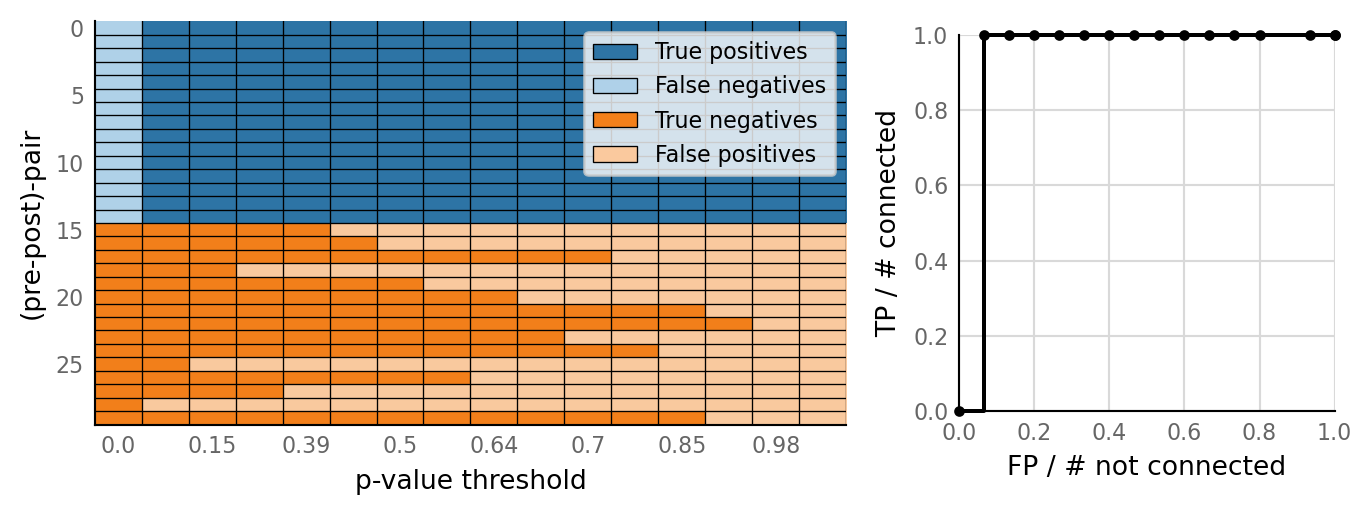 0
5
10
15
20
25
(pre-post)-pair
0.0 0.15 0.39 0.5 0.64 0.7 0.85 0.98
p-value threshold
True positives
False negatives
True negatives
False positives
1.0
0.8
0.6
0.4
0.2
0.0
TP / # connected
0.0 0.2 0.4 0.6 0.8 1.0
FP / # not connected